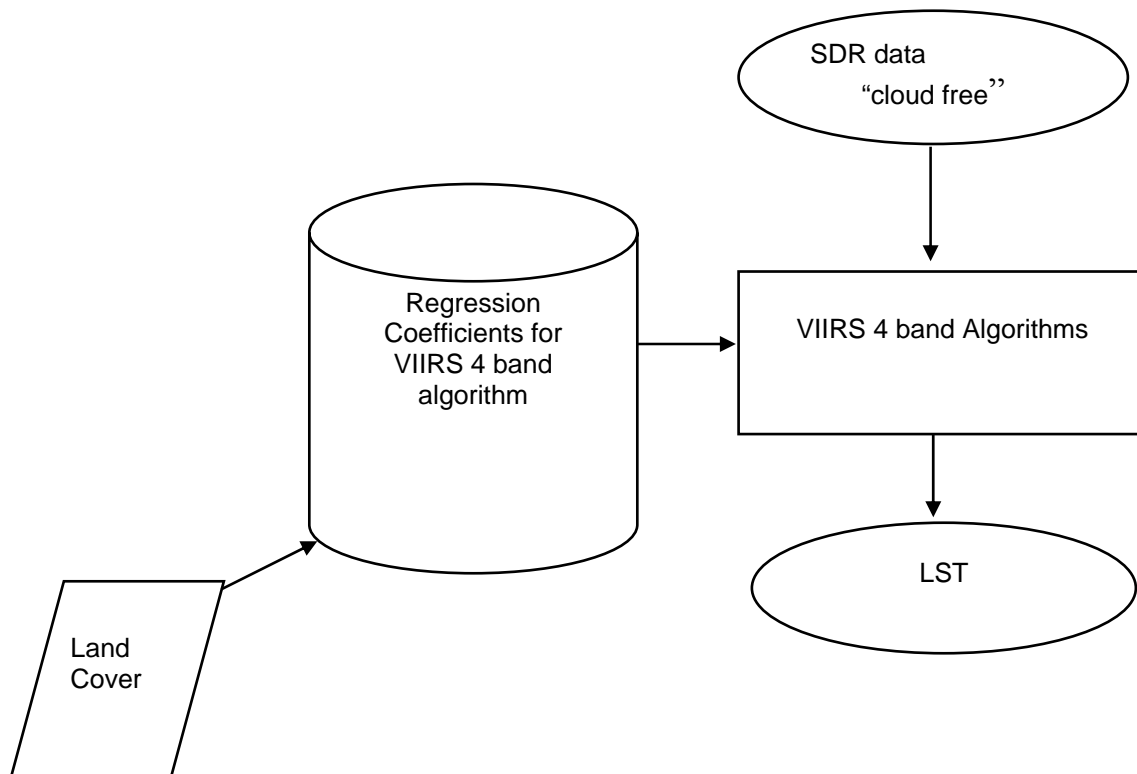 SDR data
“cloud free”
Regression
Coefficients for
VIIRS 4 band
algorithm
VIIRS 4 band Algorithms
LST
Land
Cover